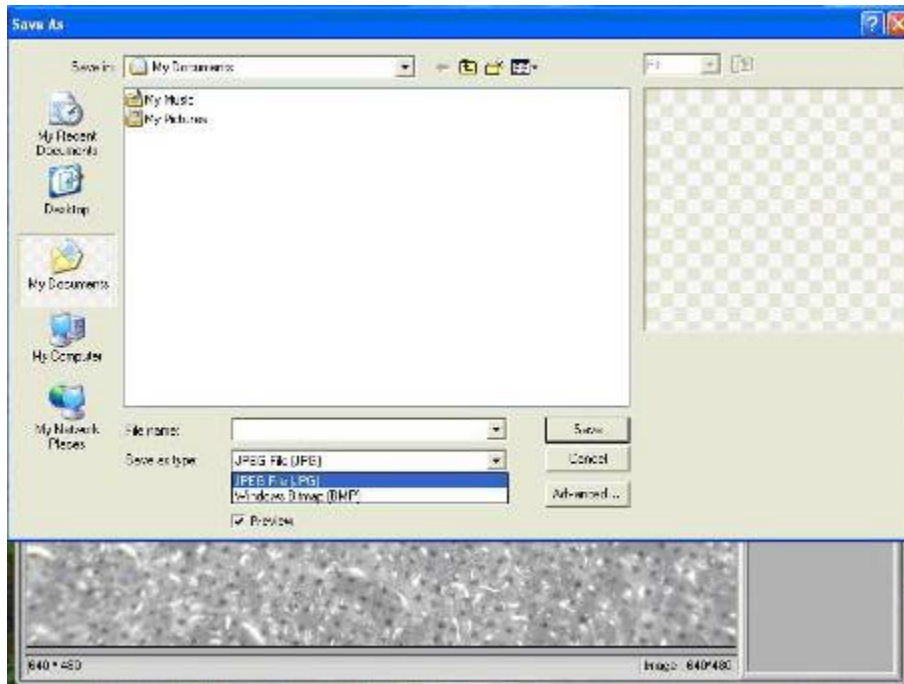 Save As
Save in: My Documents
Fit
My Music
My Pictures
My Recent
Documents
Desktop
My Documents
My Computer
My Network
Places
File name:
Save
Save as type: JPEG File (JPG)
Cancel
JPEG File (JPG)
Windows Bitmap (BMP)
Advanced...
Preview
640 * 480
Image : 640*480